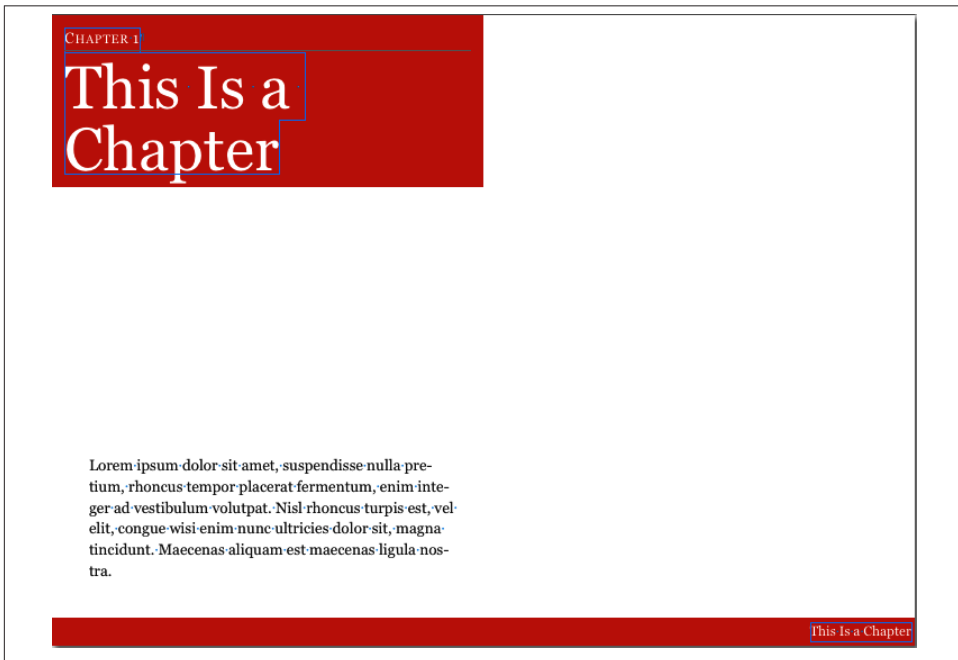 CHAPTER 1
This Is a
Chapter
Lorem ipsum dolor sit amet, suspendisse nulla pre-
tium, rhoncus tempor placerat fermentum, enim inte-
ger ad vestibulum volutpat. Nisl rhoncus turpis est, vel
elit, congue wisi enim nunc ultricies dolor sit, magna
tincidunt. Maecenas aliquam est maecenas ligula nos-
tra.
This Is a Chapter